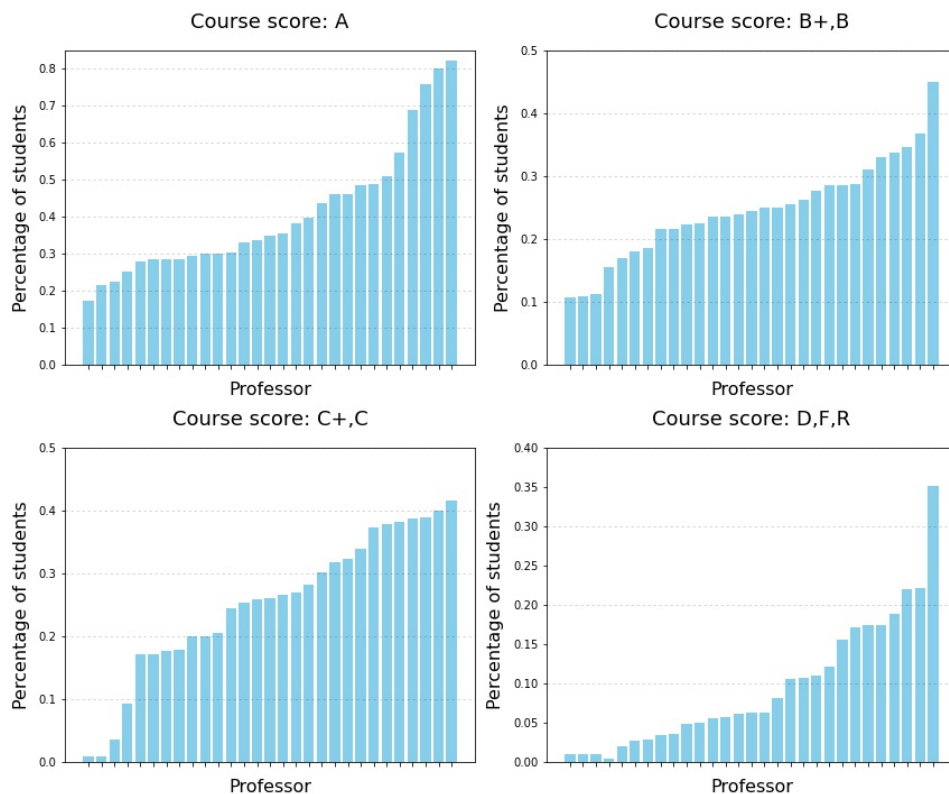 Course score: A
Percentage of students
0.8
0.7
0.6
0.5
0.4
0.3
0.2
0.1
0.0
Professor
Course score: B+,B
Percentage of students
0.5
0.4
0.3
0.2
0.1
0.0
Professor
Course score: C+,C
Percentage of students
0.5
0.4
0.3
0.2
0.1
0.0
Professor
Course score: D,F,R
Percentage of students
0.40
0.35
0.30
0.25
0.20
0.15
0.10
0.05
0.00
Professor